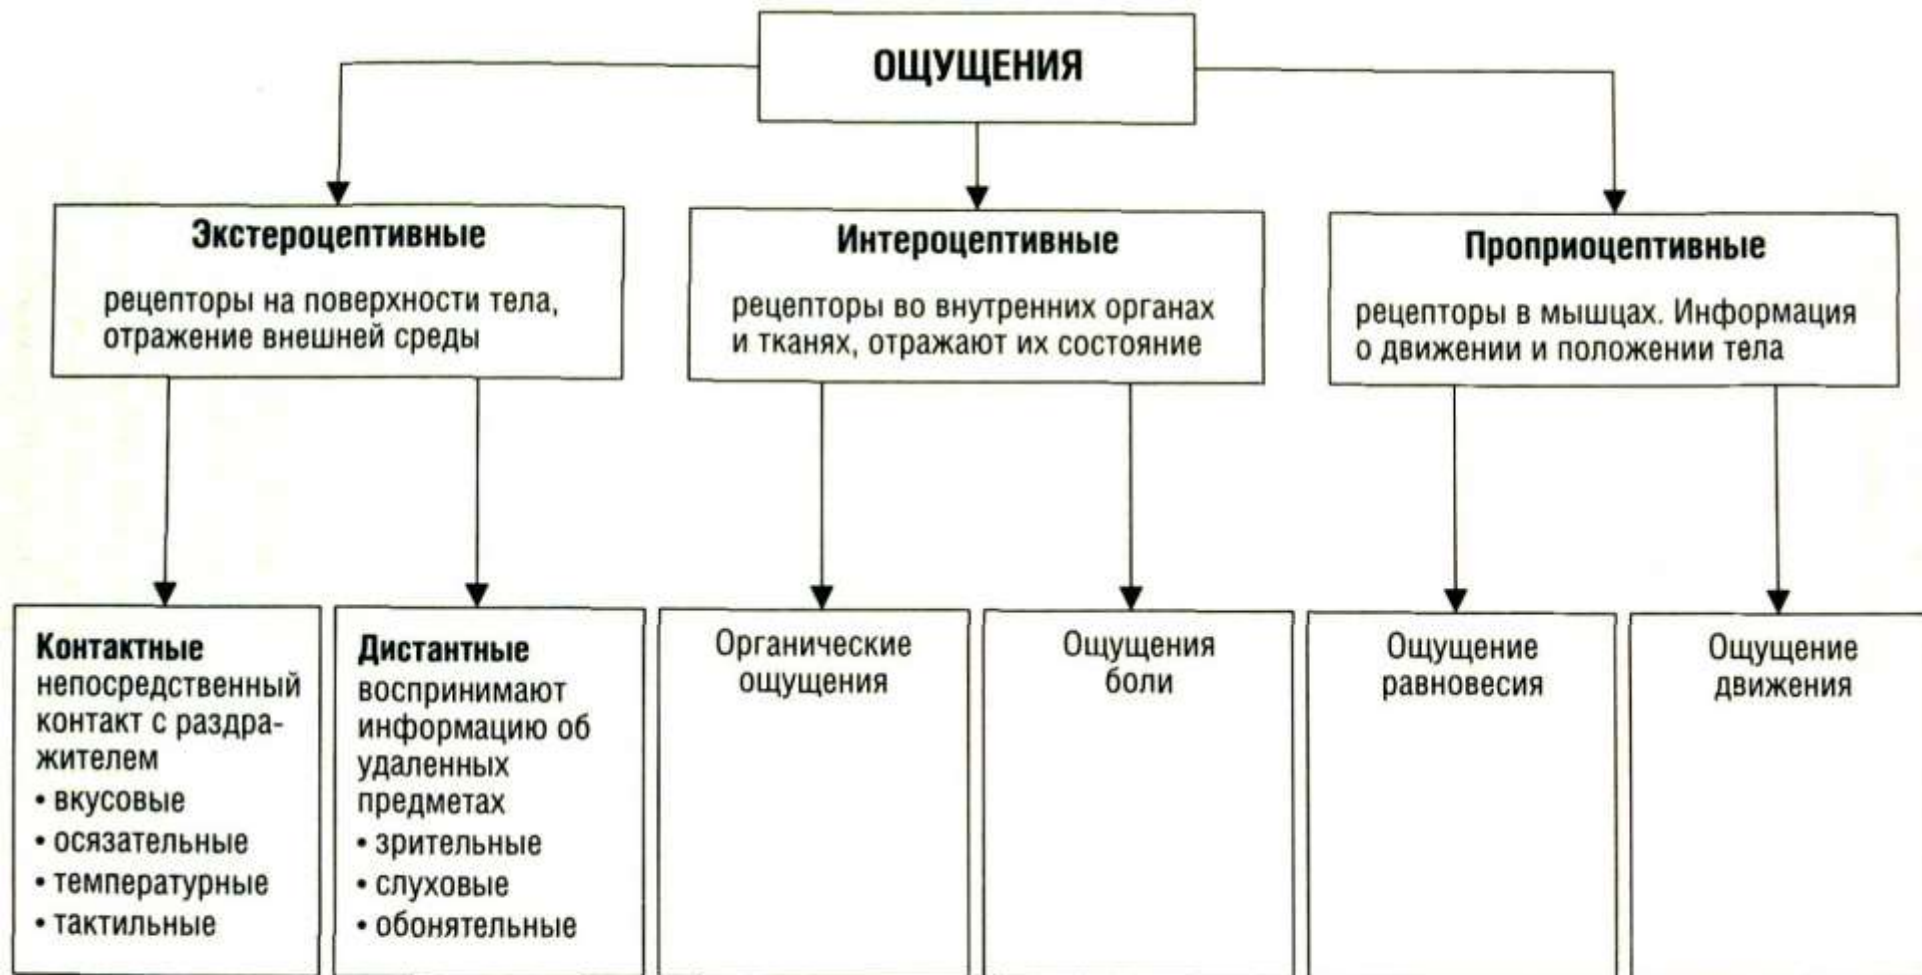 ОЩУЩЕНИЯ
Экстероцептивные
рецепторы на поверхности тела,
отражение внешней среды
Интероцептивные
рецепторы во внутренних органах
и тканях, отражают их состояние
Проприоцептивные
рецепторы в мышцах. Информация
о движении и положении тела
Контактные
непосредственный
контакт с раздра-
жителем
• вкусовые
• осязательные
• температурные
• тактильные
Дистантные
воспринимают
информацию об
удаленных
предметах
• зрительные
• слуховые
• обонятельные
Органические
ощущения
Ощущения
боли
Ощущение
равновесия
Ощущение
движения